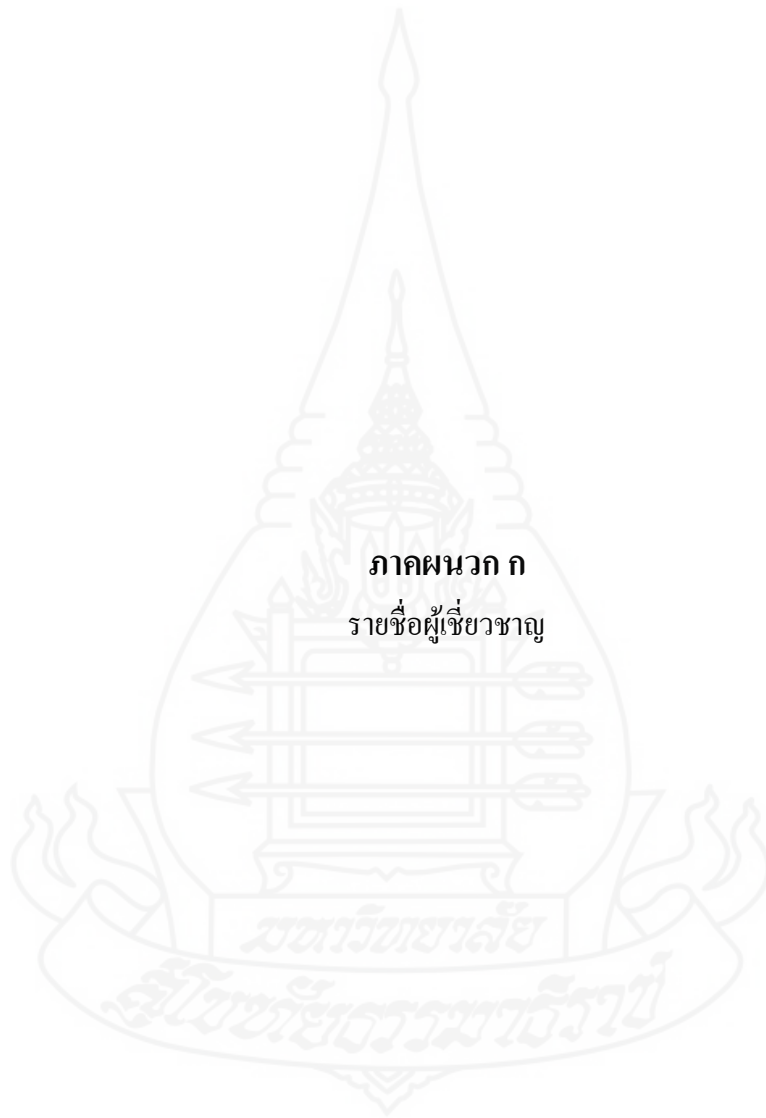 ภาคผนวก ก
รายชื่อผู้เชี่ยวชาญ
มหาวิทยาลัย
สุโขทัยธรรมาธิราช